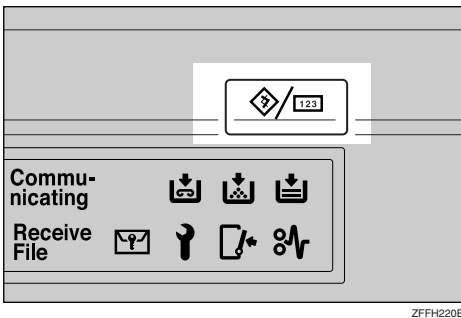 123
Commu-
nicating
Receive
File
ZFFH220E